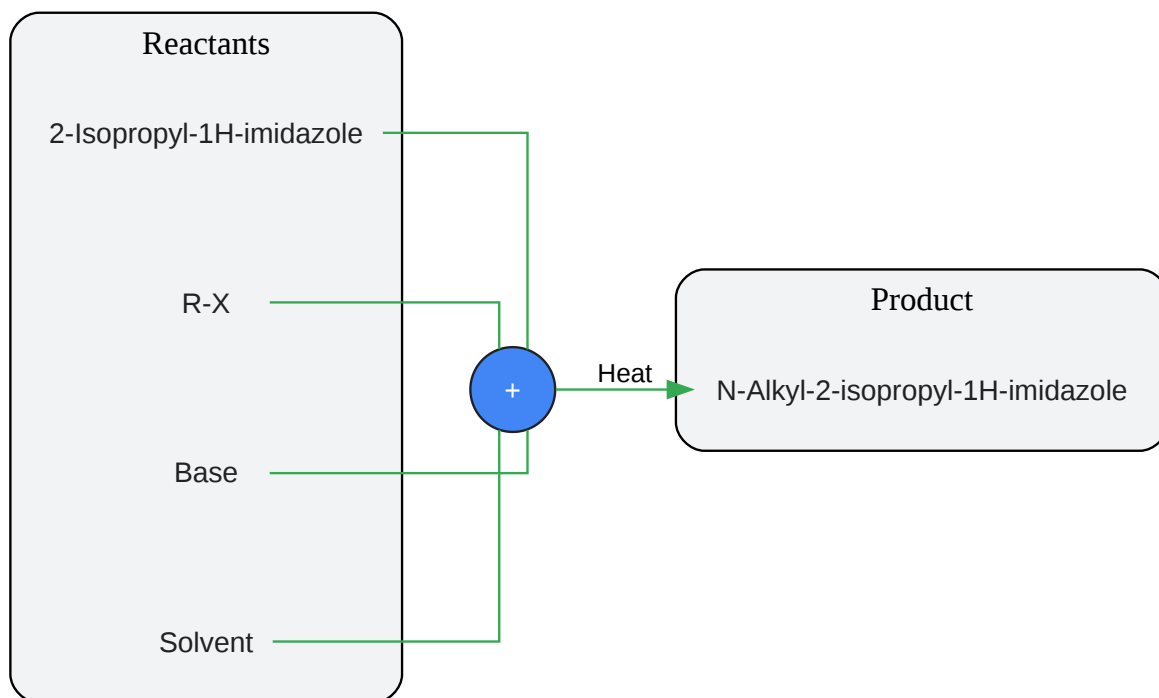 Reactants
2-Isopropyl-1H-imidazole
R-X
Base
Solvent
+
Heat
Product
N-Alkyl-2-isopropyl-1H-imidazole